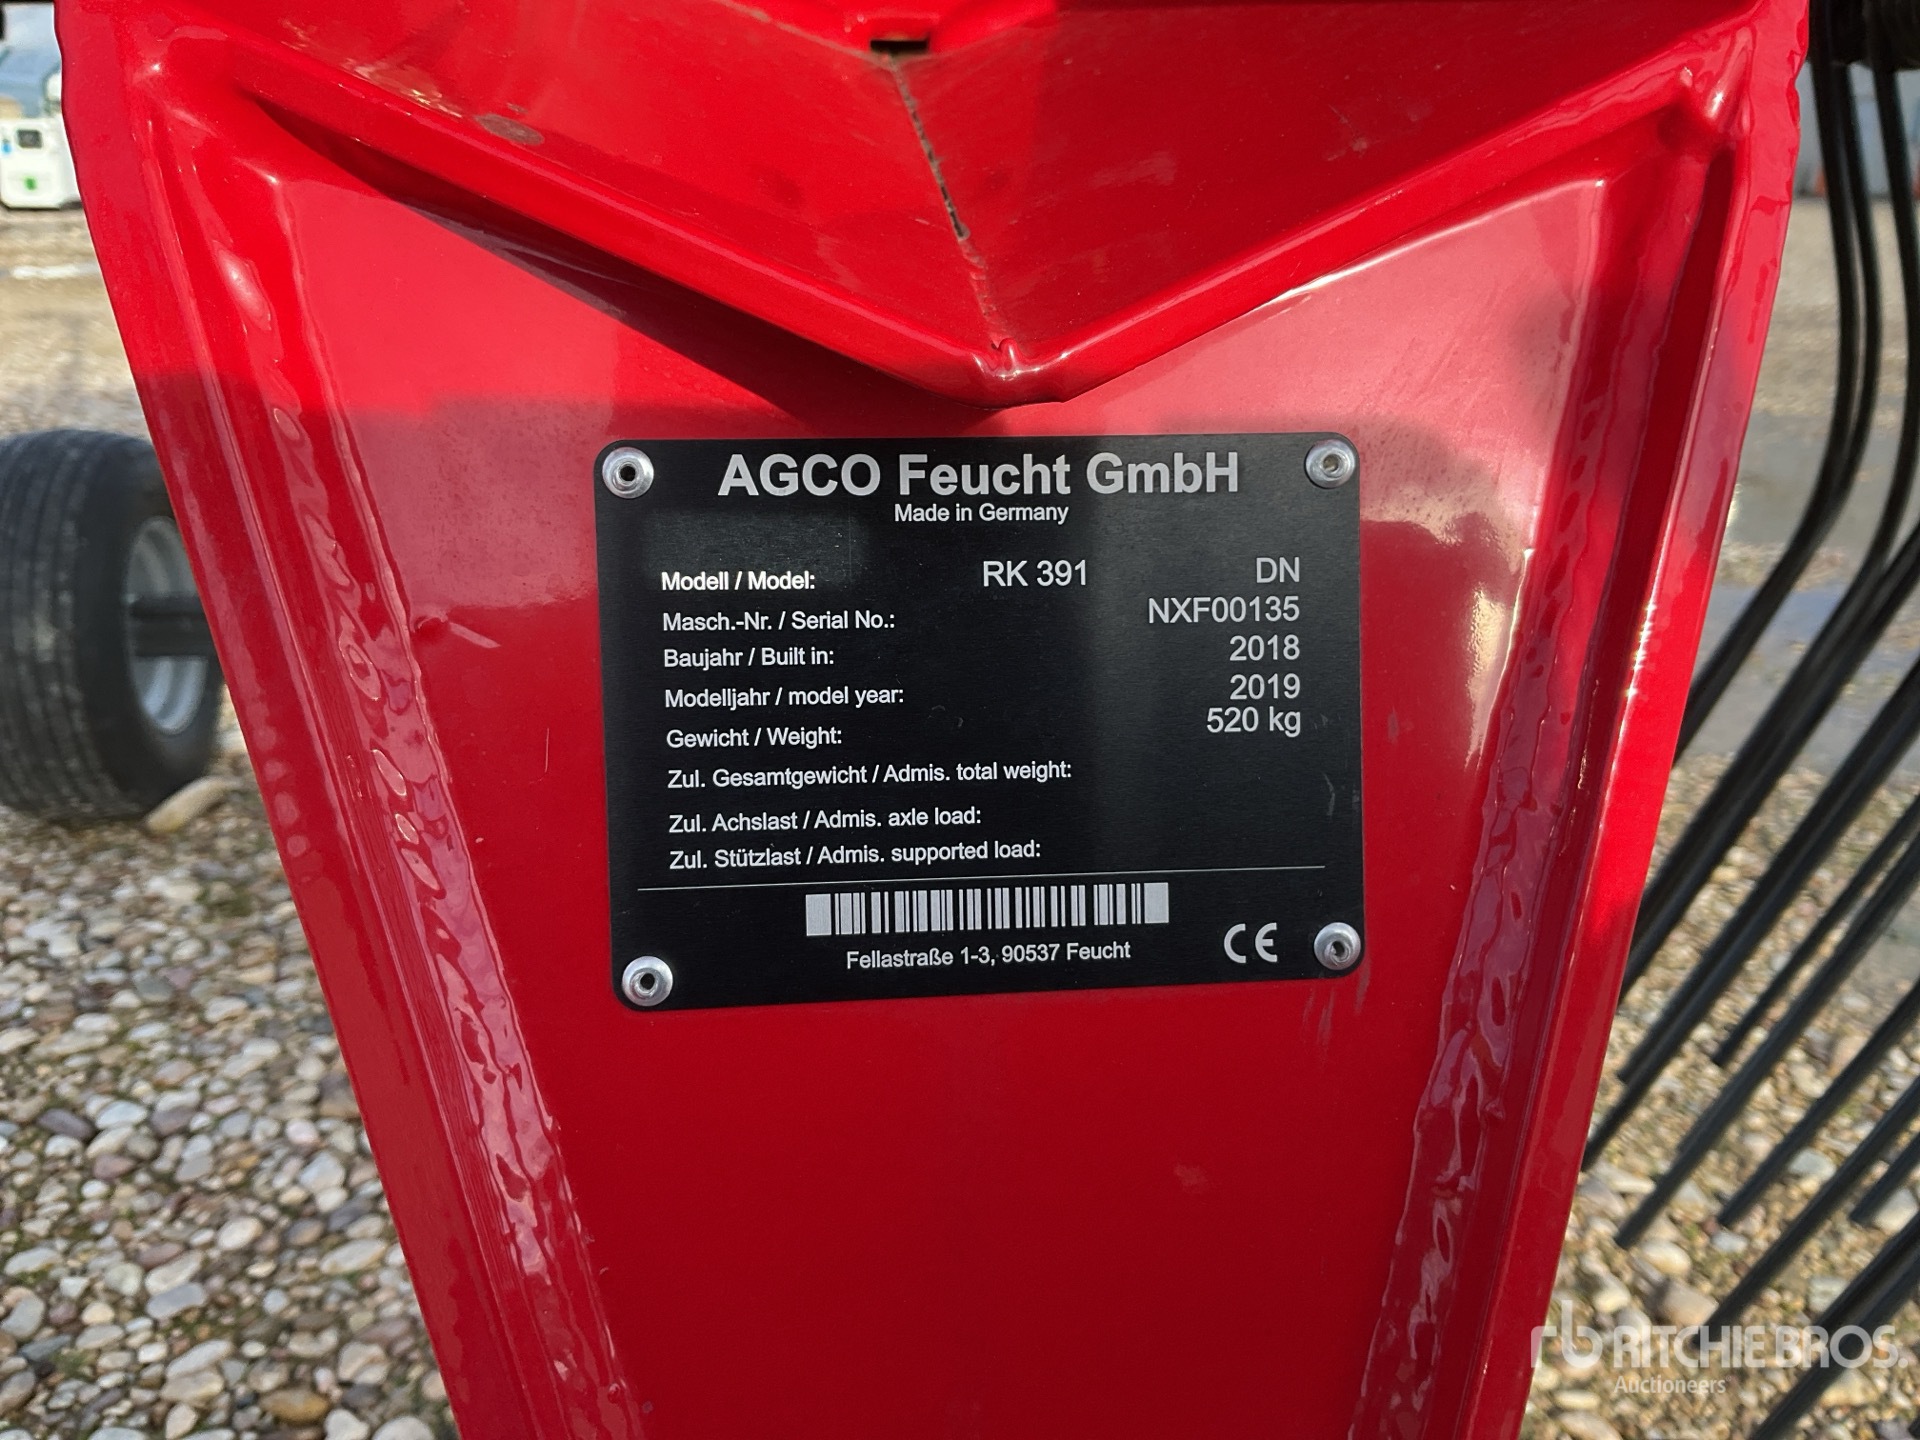 AGCO Feucht GmbH
Made in Germany
Modell / Model: RK 391 DN
Masch.-Nr. / Serial No.: NXF00135
Baujahr / Built in: 2018
Modelljahr / model year: 2019
Gewicht / Weight: 520 kg
Zul. Gesamtgewicht / Admis. total weight:
Zul. Achslast / Admis. axle load:
Zul. Stützlast / Admis. supported load:
Fellastraße 1-3, 90537 Feucht
CE
rb RITCHIE BROS.
Auctioneers